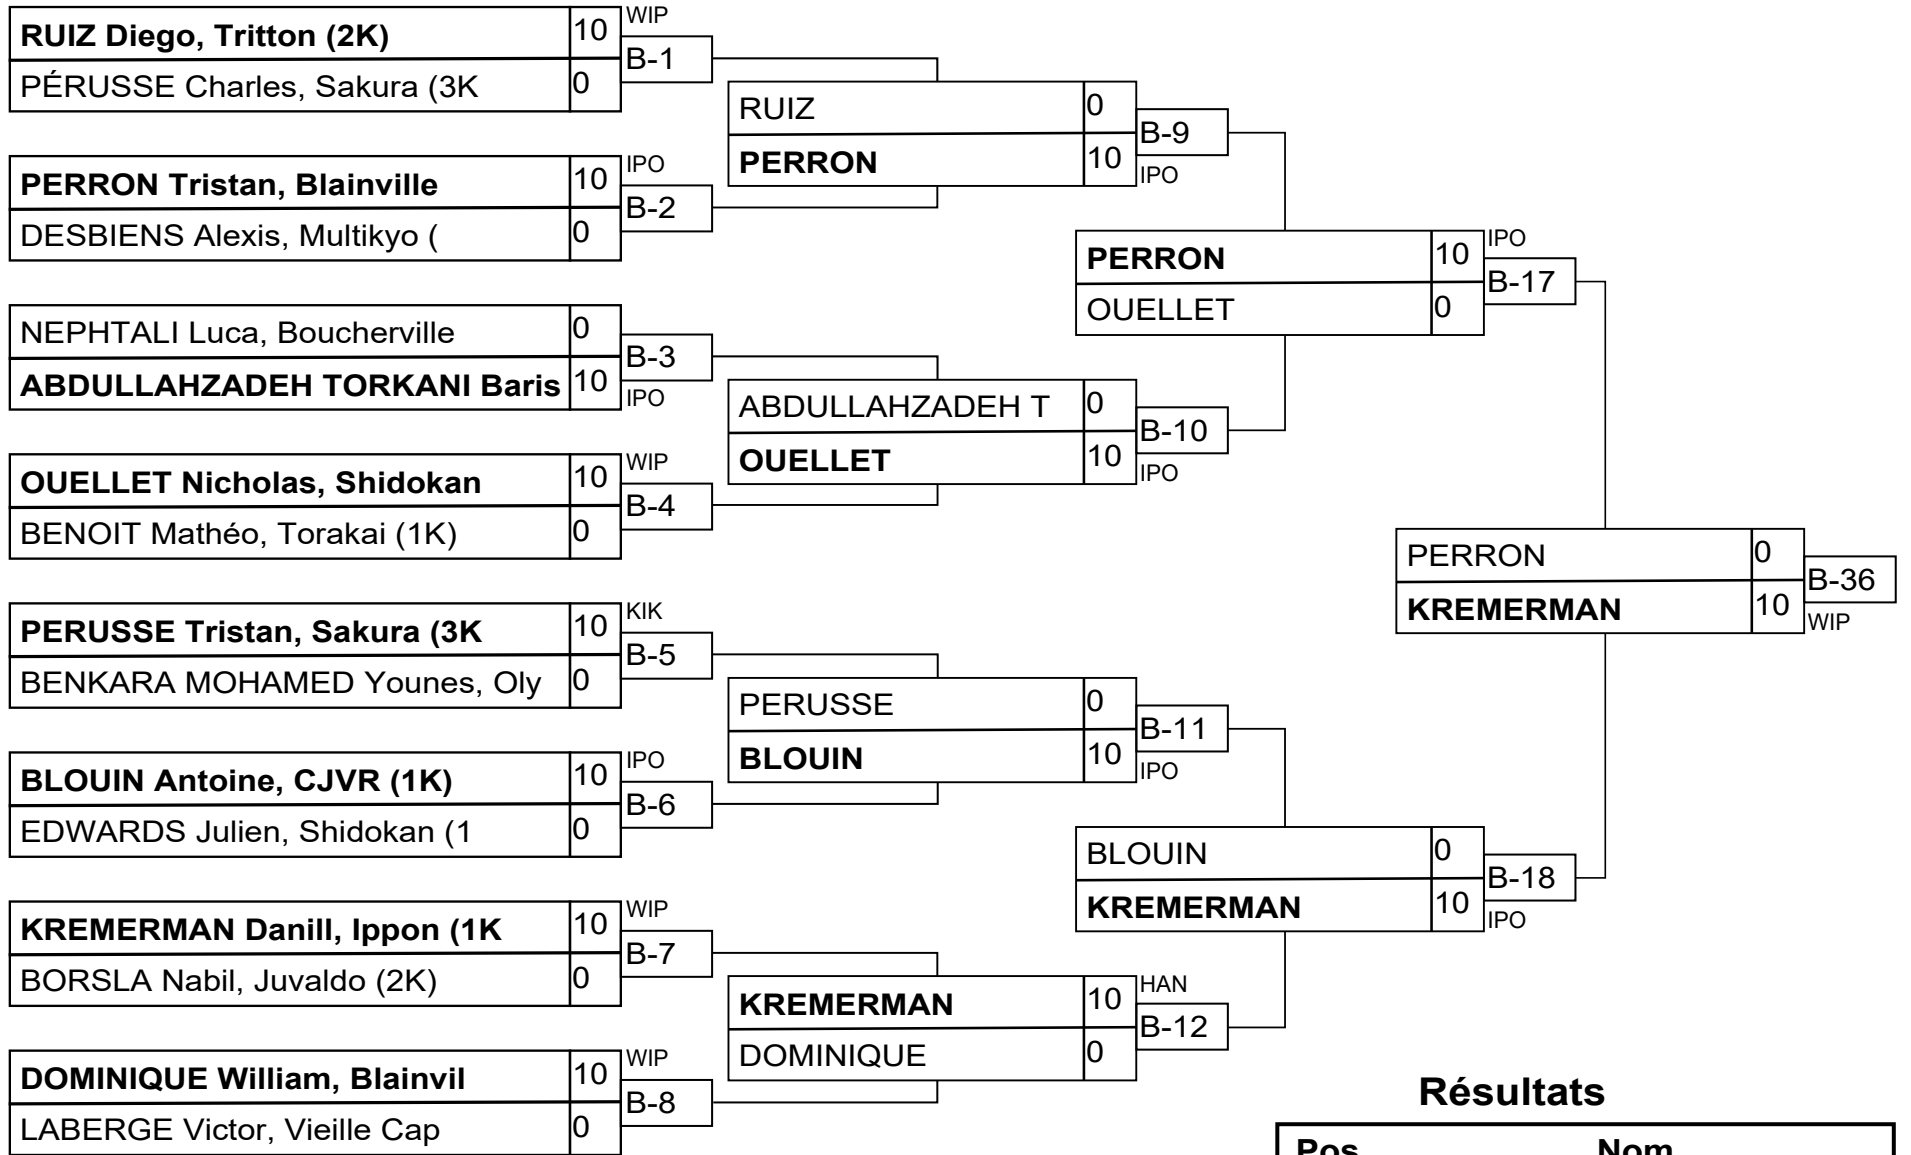 RUIZ Diego, Tritton (2K) 10 WIP
B-1
PÉRUSSE Charles, Sakura (3K 0
PERRON Tristan, Blainville 10 IPO
B-2
DESBIENS Alexis, Multikyo ( 0
NEPHTALI Luca, Boucherville 0
B-3
ABDULLAHZADEH TORKANI Baris 10 IPO
OUELLET Nicholas, Shidokan 10 WIP
B-4
BENOIT Mathéo, Torakai (1K) 0
PERUSSE Tristan, Sakura (3K 10 KIK
B-5
BENKARA MOHAMED Younes, Oly 0
BLOUIN Antoine, CJVR (1K) 10 IPO
B-6
EDWARDS Julien, Shidokan (1 0
KREMERMAN Danill, Ippon (1K 10 WIP
B-7
BORSLA Nabil, Juvaldo (2K) 0
DOMINIQUE William, Blainvil 10 WIP
B-8
LABERGE Victor, Vieille Cap 0
RUIZ 0
B-9
PERRON 10 IPO
ABDULLAHZADEH T 0
B-10
OUELLET 10 IPO
PERUSSE 0
B-11
BLOUIN 10 IPO
KREMERMAN 10 HAN
B-12
DOMINIQUE 0
PERRON 10 IPO
B-17
OUELLET 0
BLOUIN 0
B-18
KREMERMAN 10 IPO
PERRON 0
B-36
KREMERMAN 10 WIP
Résultats
Pos Nom